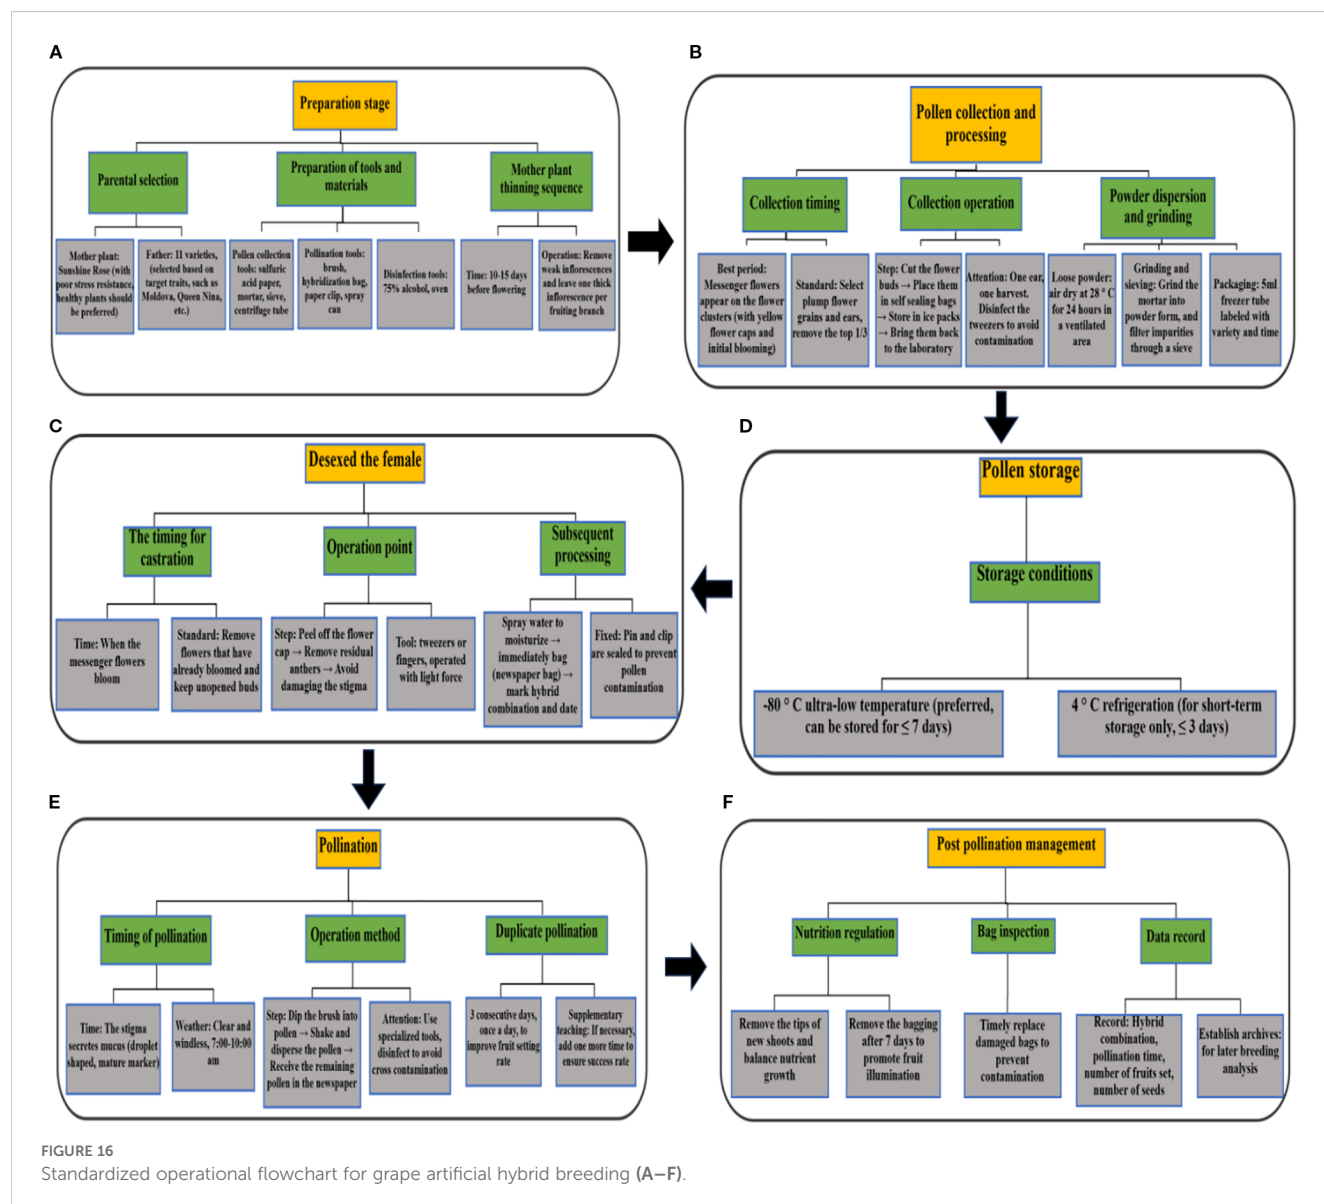 A
Preparation stage
Parental selection
Preparation of tools and
materials
Mother plant
thinning sequence
Mother plant:
Sunshine Rose (with
poor stress resistance,
healthy plants should
be preferred)
Father: 11 varieties,
(selected based on
target traits, such as
Moldova, Queen Nina,
etc.)
Pollen collection
tools: sulfuric
acid paper,
mortar, sieve,
centrifuge tube
Pollination tools:
brush,
hybridization bag,
paper clip, spray
can
Disinfection tools:
75% alcohol, oven
Time: 10-15 days
before flowering
Operation: Remove
weak inflorescences
and leave one thick
inflorescence per
fruiting branch
B
Pollen collection and
processing
Collection timing
Collection operation
Powder dispersion
and grinding
Best period:
Messenger flowers
appear on the flower
clusters (with yellow
flower caps and
initial blooming)
Standard: Select
plump flower
grains and ears,
remove the top 1/3
Step: Cut the flower
buds → Place them
in self sealing bags
→ Store in ice packs
→ Bring them back
to the laboratory
Attention: One ear,
one harvest.
Disinfect the
tweezers to avoid
contamination
Loose powder:
air dry at 28 ° C
for 24 hours in
a ventilated
area
Grinding and
sieving: Grind the
mortar into
powder form, and
filter impurities
through a sieve
Packaging: 5ml
freezer tube
labeled with
variety and time
C
Desexed the female
The timing for
castration
Operation point
Subsequent
processing
Time: When the
messenger flowers
bloom
Standard: Remove
flowers that have
already bloomed and
keep unopened buds
Step: Peel off the flower
cap → Remove residual
anthers → Avoid
damaging the stigma
Tool: tweezers or
fingers, operated
with light force
Spray water to
moisturize →
immediately bag
(newspaper bag) →
mark hybrid
combination and date
Fixed: Pin and clip
are sealed to prevent
pollen
contamination
D
Pollen storage
Storage conditions
-80 ° C ultra-low temperature (preferred,
can be stored for ≤ 7 days)
4 ° C refrigeration (for short-term
storage only, ≤ 3 days)
E
Pollination
Timing of pollination
Operation method
Duplicate pollination
Time: The stigma
secretes mucus (droplet
shaped, mature marker)
Weather: Clear and
windless, 7:00-10:00
am
Step: Dip the brush into
pollen → Shake and
disperse the pollen →
Receive the remaining
pollen in the newspaper
Attention: Use
specialized tools,
disinfect to avoid
cross contamination
3 consecutive days,
once a day, to
improve fruit setting
rate
Supplementary
teaching: If necessary,
add one more time to
ensure success rate
F
Post pollination management
Nutrition regulation
Bag inspection
Data record
Remove the tips of
new shoots and
balance nutrient
growth
Remove the bagging
after 7 days to
promote fruit
illumination
Timely replace
damaged bags to
prevent
contamination
Record: Hybrid
combination,
pollination time,
number of fruits set,
number of seeds
Establish archives:
for later breeding
analysis
FIGURE 16
Standardized operational flowchart for grape artificial hybrid breeding (A–F).